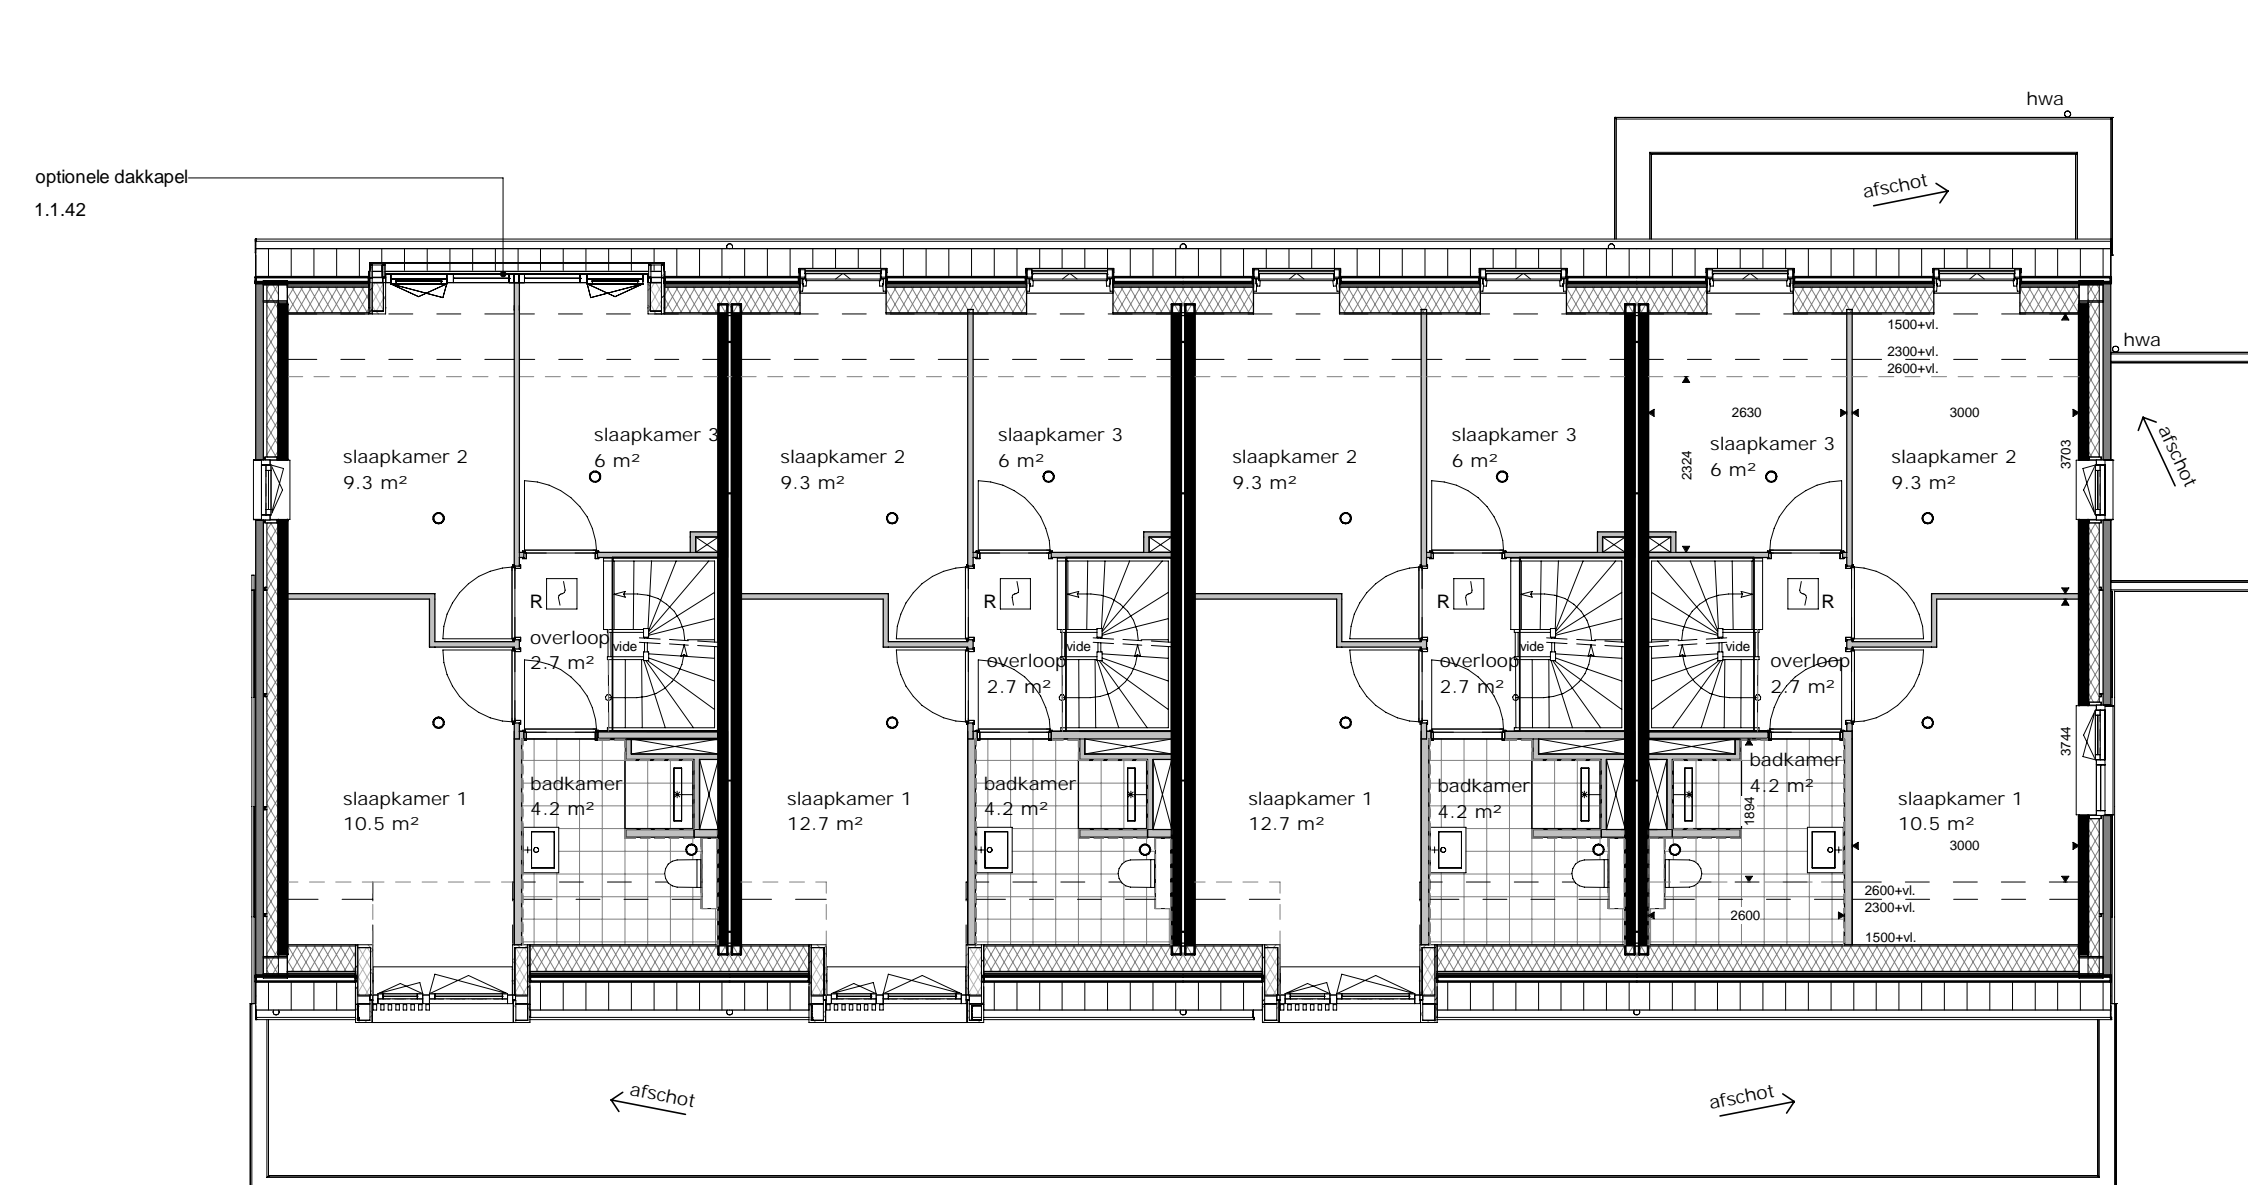 hwa
optionele dakkapel
1.1.42
afschot
hwa
afschot
slaapkamer 2
9.3 m²
slaapkamer 3
6 m²
R
overloop
2.7 m²
vide
slaapkamer 1
10.5 m²
badkamer
4.2 m²
slaapkamer 2
9.3 m²
slaapkamer 3
6 m²
R
overloop
2.7 m²
vide
slaapkamer 1
12.7 m²
badkamer
4.2 m²
slaapkamer 2
9.3 m²
slaapkamer 3
6 m²
R
overloop
2.7 m²
vide
slaapkamer 1
12.7 m²
badkamer
4.2 m²
1500+vl.
2300+vl.
2600+vl.
2630
3000
2324
3703
slaapkamer 3
6 m²
slaapkamer 2
9.3 m²
R
vide
overloop
2.7 m²
badkamer
4.2 m²
1894
3744
slaapkamer 1
10.5 m²
3000
2600+vl.
2300+vl.
2600
1500+vl.
afschot
afschot